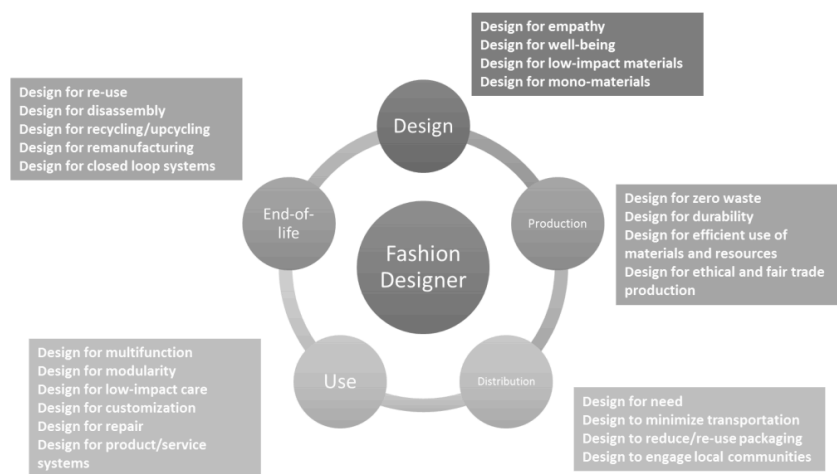 Design for empathy
Design for well-being
Design for low-impact materials
Design for mono-materials
Design for re-use
Design for disassembly
Design for recycling/upcycling
Design for remanufacturing
Design for closed loop systems
Design
End-of-
life
Production
Design for zero waste
Design for durability
Design for efficient use of
materials and resources
Design for ethical and fair trade
production
Fashion
Designer
Design for multifunction
Design for modularity
Design for low-impact care
Design for customization
Design for repair
Design for product/service
systems
Use
Distribution
Design for need
Design to minimize transportation
Design to reduce/re-use packaging
Design to engage local communities